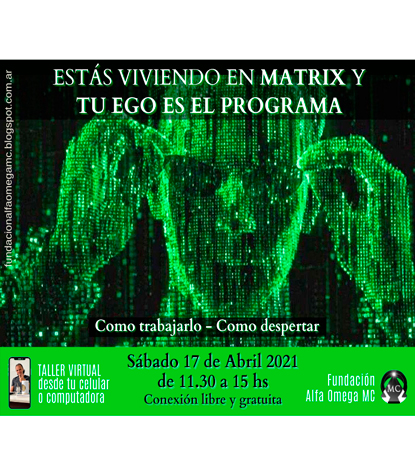 ESTÁS VIVIENDO EN MATRIX Y
TU EGO ES EL PROGRAMA
fundacionalfaomegamc.blogspot.com.ar
Como trabajarlo - Como despertar
TALLER VIRTUAL
desde tu celular
o computadora
Sábado 17 de Abril 2021
de 11.30 a 15 hs
Conexión libre y gratuita
Fundación
Alfa Omega MC
MC